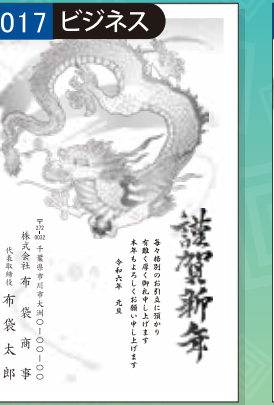 017 ビジネス
謹賀新年
毎々格別のお引立に預かり
有難く厚く御礼申し上げます
本年もよろしくお願い申し上げます
令和六年 元旦
〒272-0032 千葉県市川市大洲〇-〇〇-〇〇
株式会社 布袋商事
代表取締役 布袋太郎